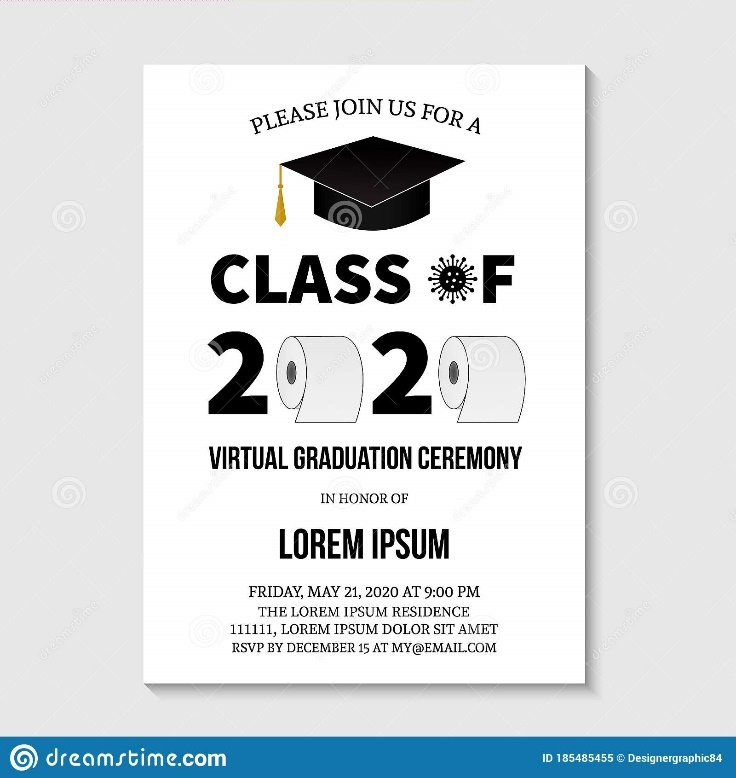 PLEASE JOIN US FOR A
CLASS OF
2020
VIRTUAL GRADUATION CEREMONY
IN HONOR OF
LOREM IPSUM
FRIDAY, MAY 21, 2020 AT 9:00 PM
THE LOREM IPSUM RESIDENCE
111111, LOREM IPSUM DOLOR SIT AMET
RSVP BY DECEMBER 15 AT MY@EMAIL.COM
dreamstime.com
ID 185485455 © Designergraphic84